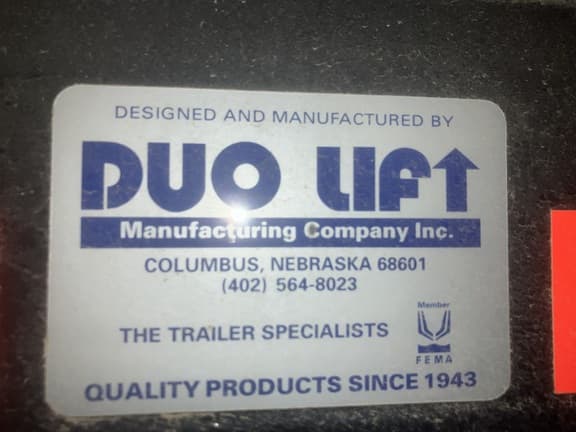 DESIGNED AND MANUFACTURED BY
DUO LIFT
Manufacturing Company Inc.
COLUMBUS, NEBRASKA 68601
(402) 564-8023
Member
THE TRAILER SPECIALISTS
FEMA
QUALITY PRODUCTS SINCE 1943